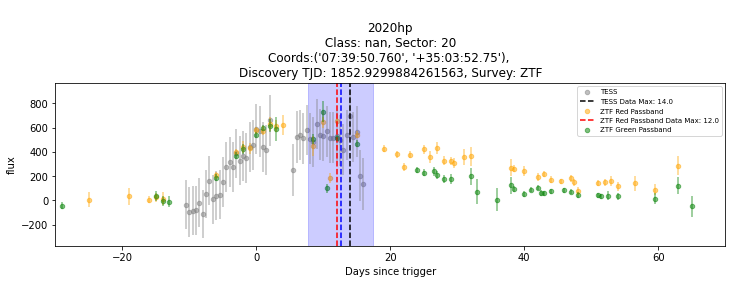 2020hp
Class: nan, Sector: 20
Coords:('07:39:50.760', '+35:03:52.75'),
Discovery TJD: 1852.9299884261563, Survey: ZTF
TESS
TESS Data Max: 14.0
ZTF Red Passband
ZTF Red Passband Data Max: 12.0
ZTF Green Passband
flux
800
600
400
200
0
−200
−20
0
20
40
60
Days since trigger